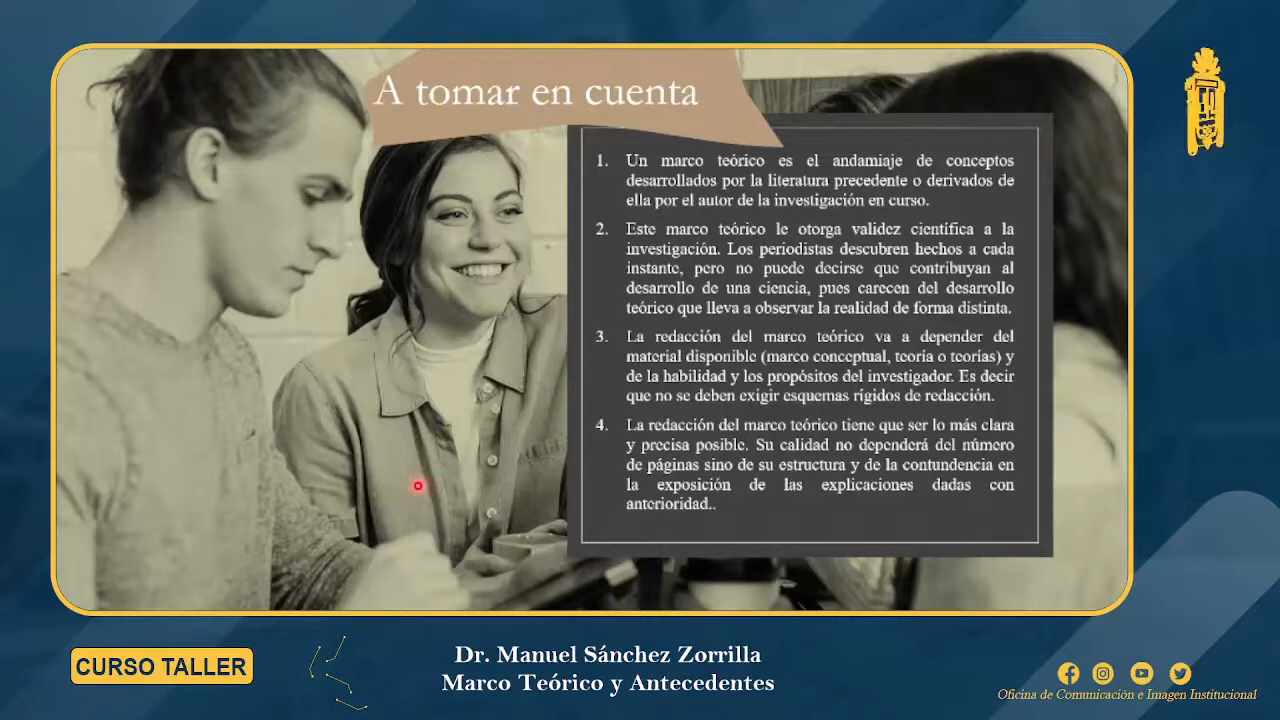 A tomar en cuenta
1. Un marco teórico es el andamiaje de conceptos
desarrollados por la literatura precedente o derivados de
ella por el autor de la investigación en curso.
2. Este marco teórico le otorga validez científica a la
investigación. Los periodistas descubren hechos a cada
instante, pero no puede decirse que contribuyan al
desarrollo de una ciencia, pues carecen del desarrollo
teórico que lleva a observar la realidad de forma distinta.
3. La redacción del marco teórico va a depender del
material disponible (marco conceptual, teoría o teorías) y
de la habilidad y los propósitos del investigador. Es decir
que no se deben exigir esquemas rígidos de redacción.
4. La redacción del marco teórico tiene que ser lo más clara
y precisa posible. Su calidad no dependerá del número
de páginas sino de su estructura y de la contundencia en
la exposición de las explicaciones dadas con
anterioridad..
CURSO TALLER
Dr. Manuel Sánchez Zorrilla
Marco Teórico y Antecedentes
Oficina de Comunicación e Imagen Institucional